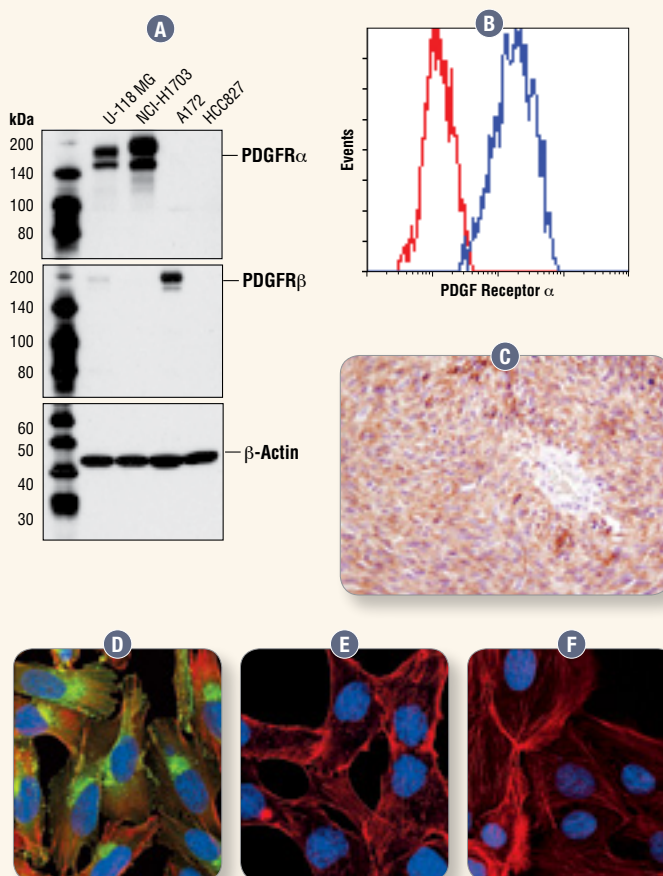 A
U-118 MG
NCI-H1703
A172
HCC827
kDa
200
140
100
80
PDGFRα
200
140
100
80
PDGFRβ
60
50
40
30
β-Actin
B
Events
PDGF Receptor α
C
D
E
F